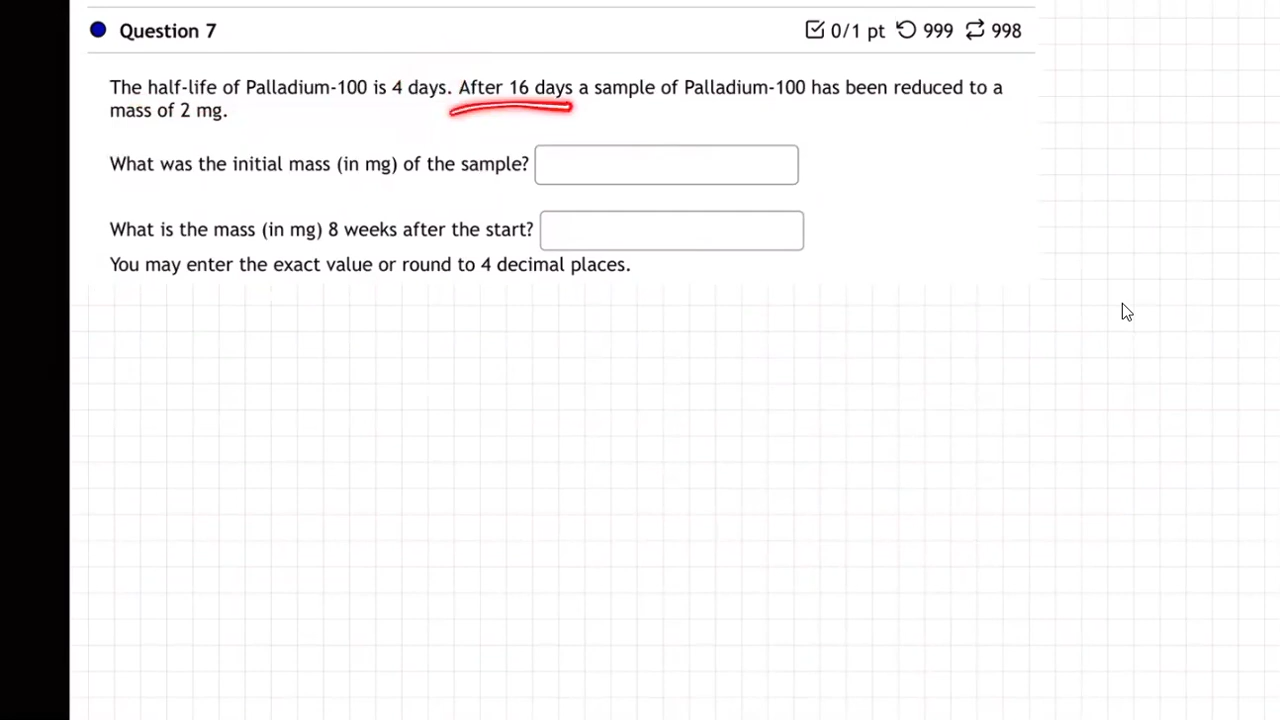 Question 7 0/1 pt 999 998
The half-life of Palladium-100 is 4 days. After 16 days a sample of Palladium-100 has been reduced to a
mass of 2 mg.
What was the initial mass (in mg) of the sample?
What is the mass (in mg) 8 weeks after the start?
You may enter the exact value or round to 4 decimal places.